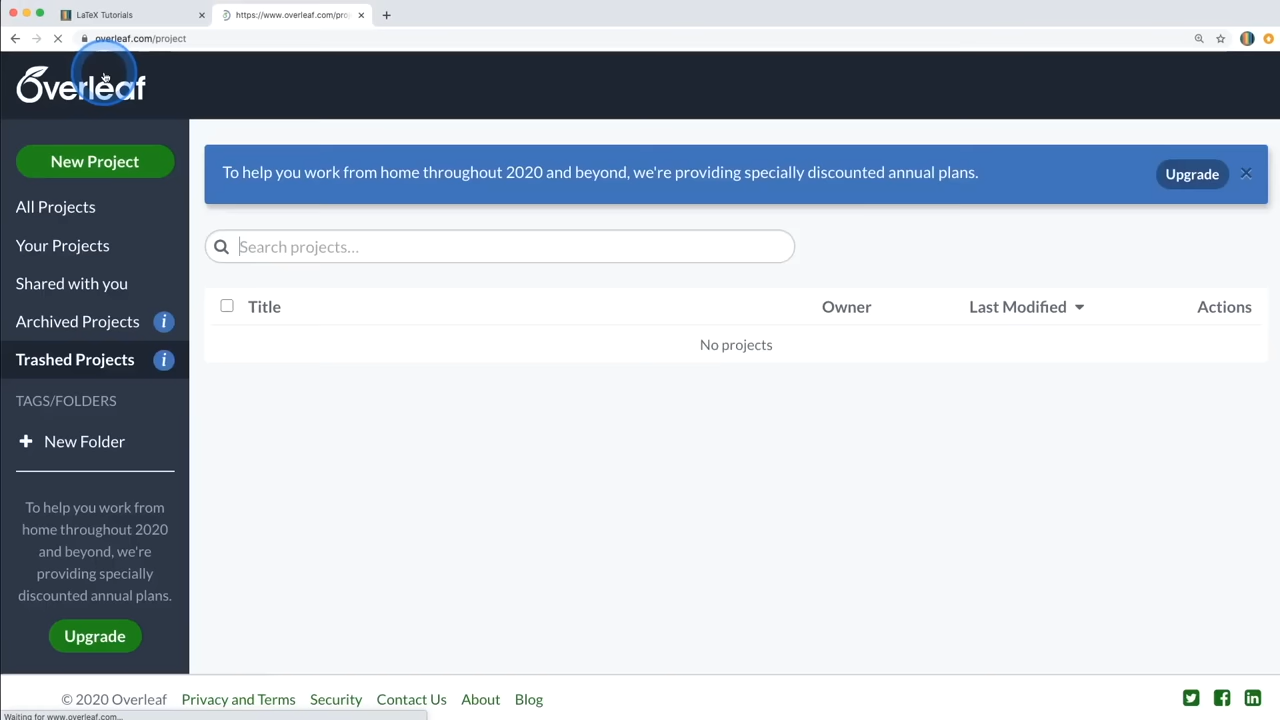 LaTeX Tutorials
https://www.overleaf.com/pro
overleaf.com/project
Overleaf
New Project
All Projects
Your Projects
Shared with you
Archived Projects
i
Trashed Projects
i
TAGS/FOLDERS
New Folder
To help you work from
home throughout 2020
and beyond, we're
providing specially
discounted annual plans.
Upgrade
To help you work from home throughout 2020 and beyond, we're providing specially discounted annual plans.
Upgrade
Search projects...
Title Owner Last Modified Actions
No projects
© 2020 Overleaf Privacy and Terms Security Contact Us About Blog
Waiting for www.overleaf.com...